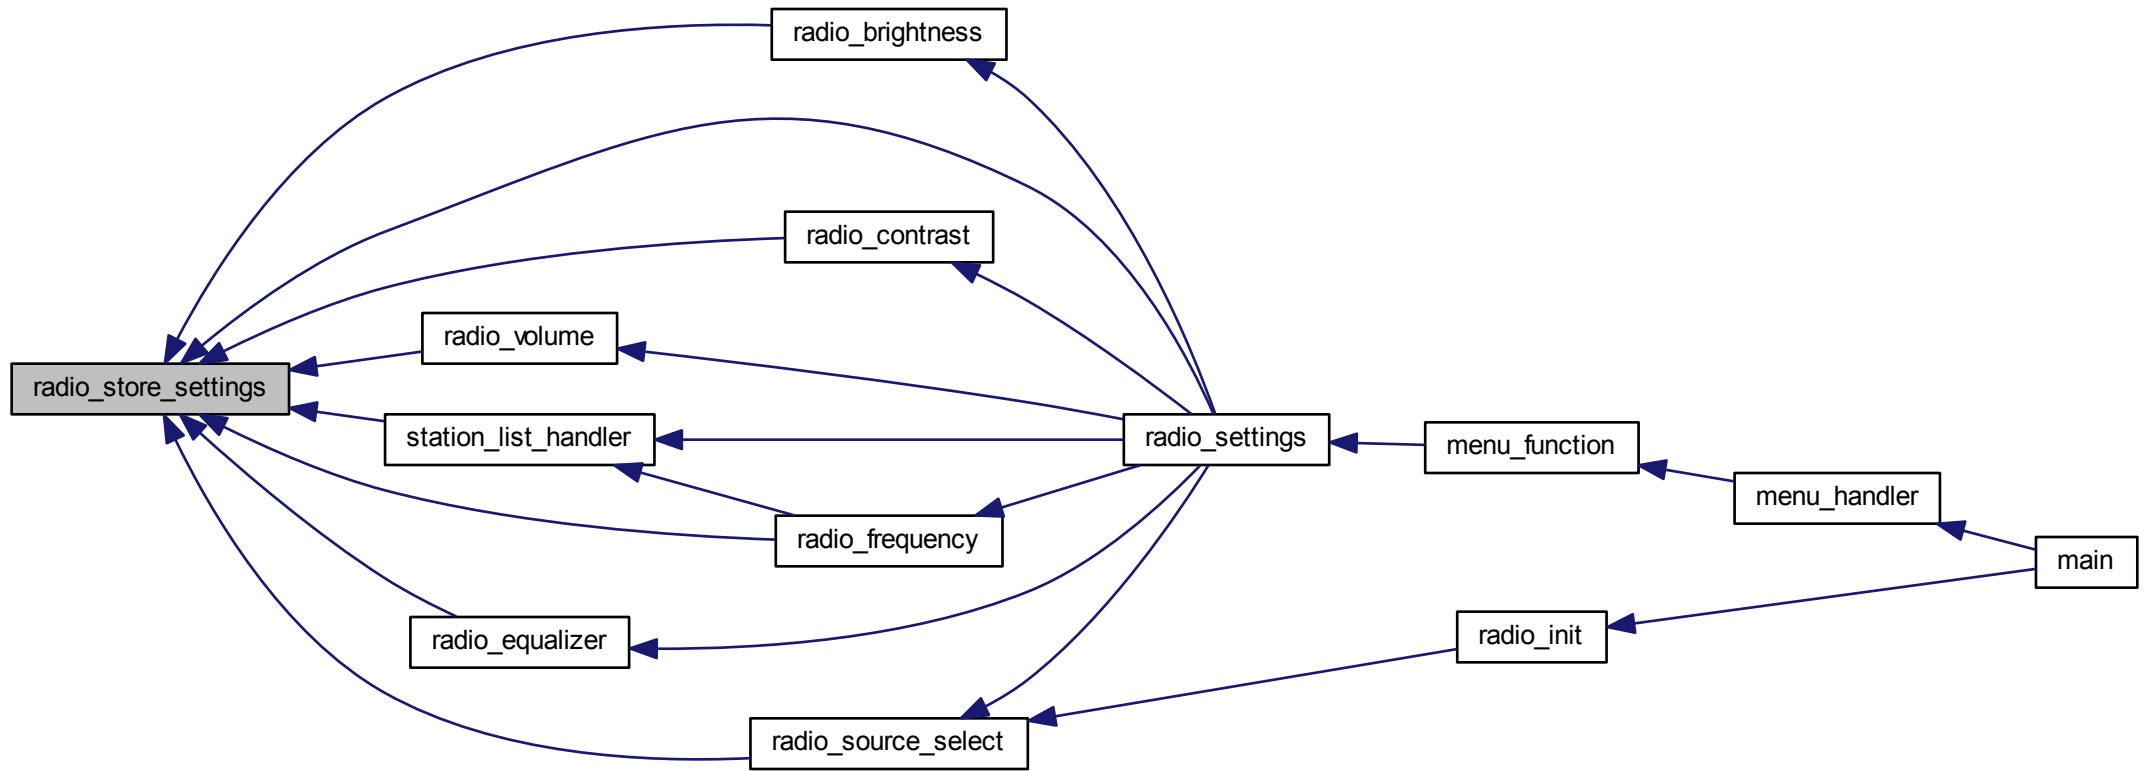 radio_brightness
radio_contrast
radio_volume
radio_store_settings
station_list_handler
radio_settings
menu_function
menu_handler
radio_frequency
main
radio_equalizer
radio_init
radio_source_select